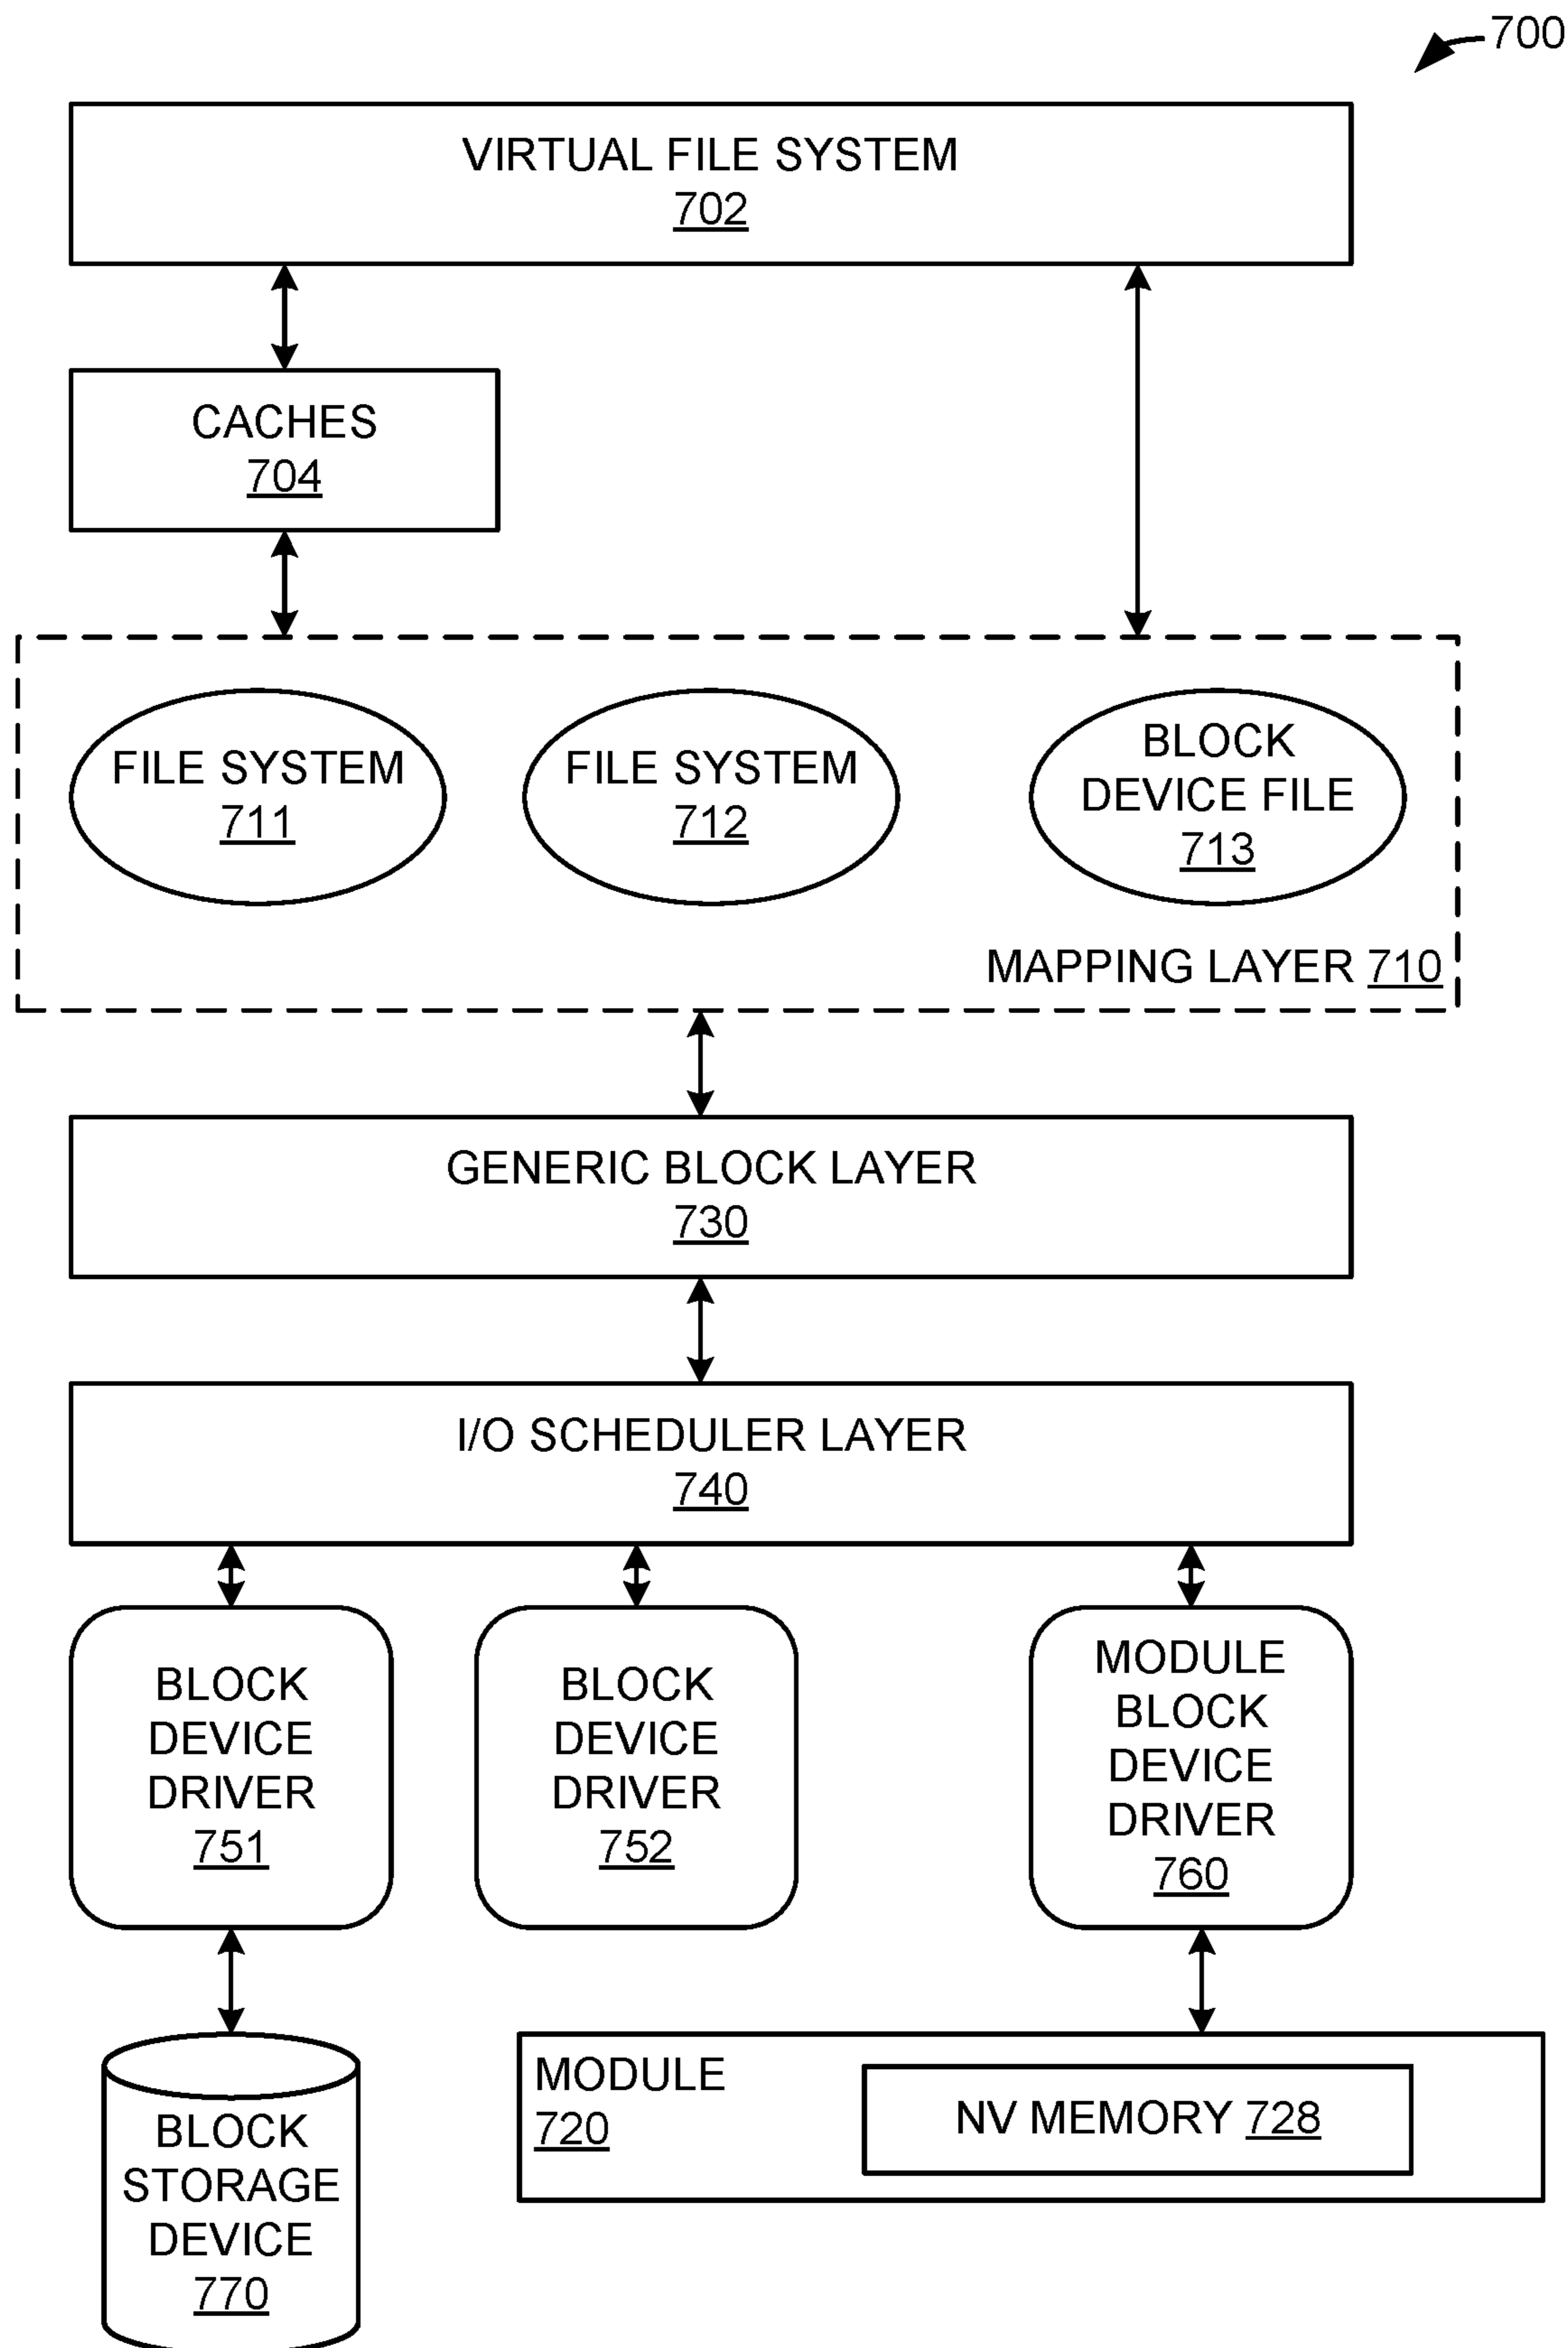 700
VIRTUAL FILE SYSTEM
702
CACHES
704
FILE SYSTEM
711
FILE SYSTEM
712
BLOCK
DEVICE FILE
713
MAPPING LAYER 710
GENERIC BLOCK LAYER
730
I/O SCHEDULER LAYER
740
BLOCK
DEVICE
DRIVER
751
BLOCK
DEVICE
DRIVER
752
MODULE
BLOCK
DEVICE
DRIVER
760
BLOCK
STORAGE
DEVICE
770
MODULE
720
NV MEMORY 728